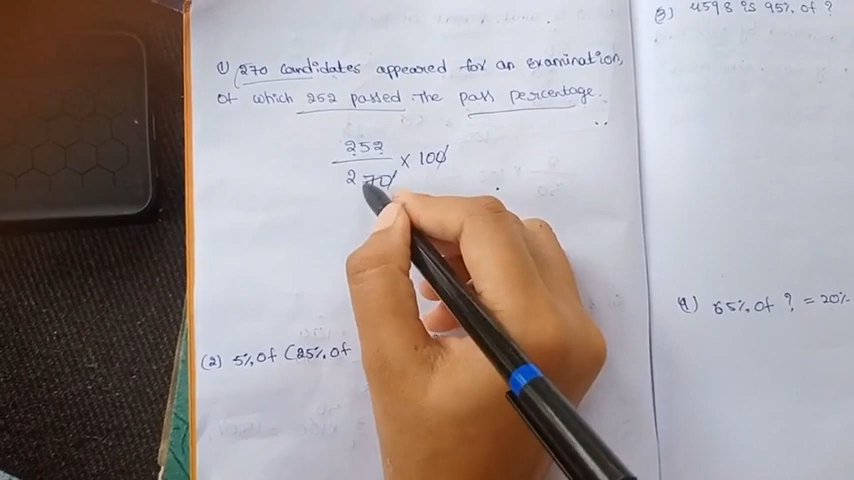 ① 270 candidates appeared for an examination,
of which 252 passed. The pass percentage.
252
270 × 100
(2) 5% of (25% of
③ 4598 is 95% of ?
④ 65% of ? = 20%